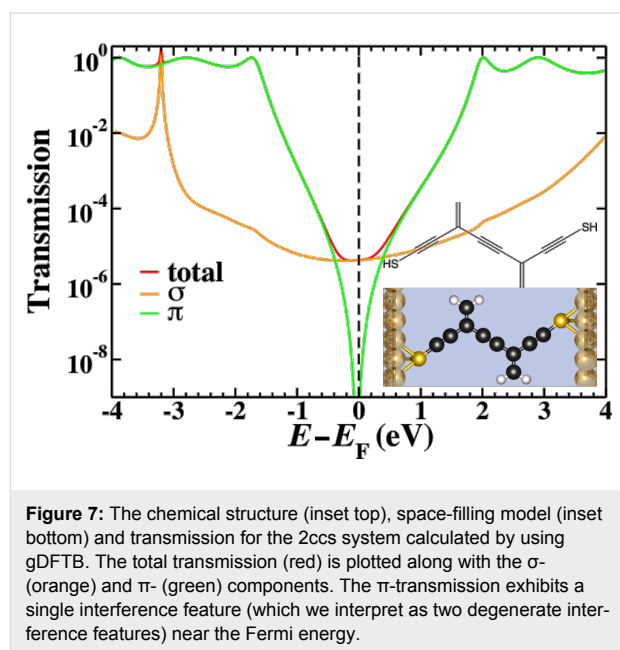 10⁰
10⁻²
10⁻⁴
10⁻⁶
10⁻⁸
Transmission
total
σ
π
SH
HS
-4 -3 -2 -1 0 1 2 3 4
E−E_F (eV)
Figure 7: The chemical structure (inset top), space-filling model (inset
bottom) and transmission for the 2ccs system calculated by using
gDFTB. The total transmission (red) is plotted along with the σ-
(orange) and π- (green) components. The π-transmission exhibits a
single interference feature (which we interpret as two degenerate inter-
ference features) near the Fermi energy.